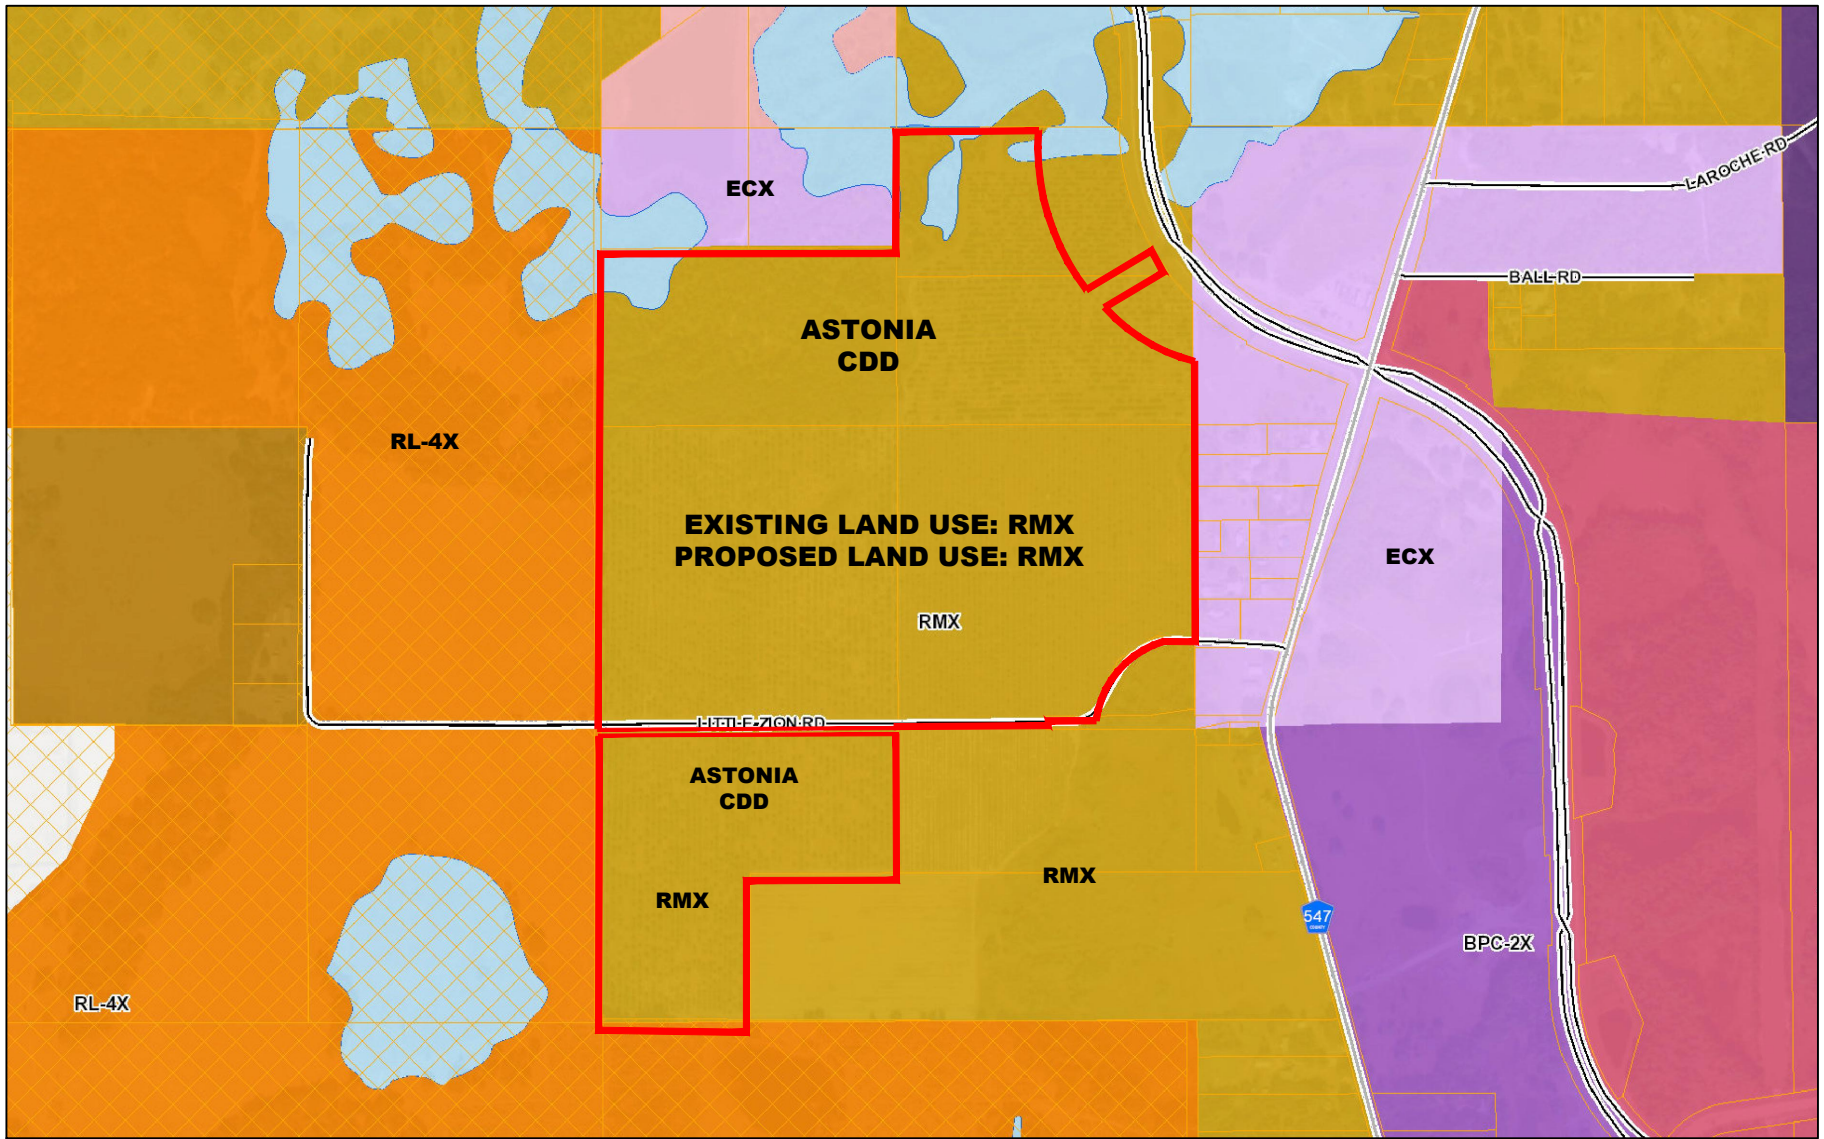 LAROCHE RD
ECX
BALL RD
ASTONIA
CDD
RL-4X
EXISTING LAND USE: RMX
PROPOSED LAND USE: RMX
ECX
RMX
LITTLE ZION RD
ASTONIA
CDD
RMX
RMX
547
COUNTY
BPC-2X
RL-4X